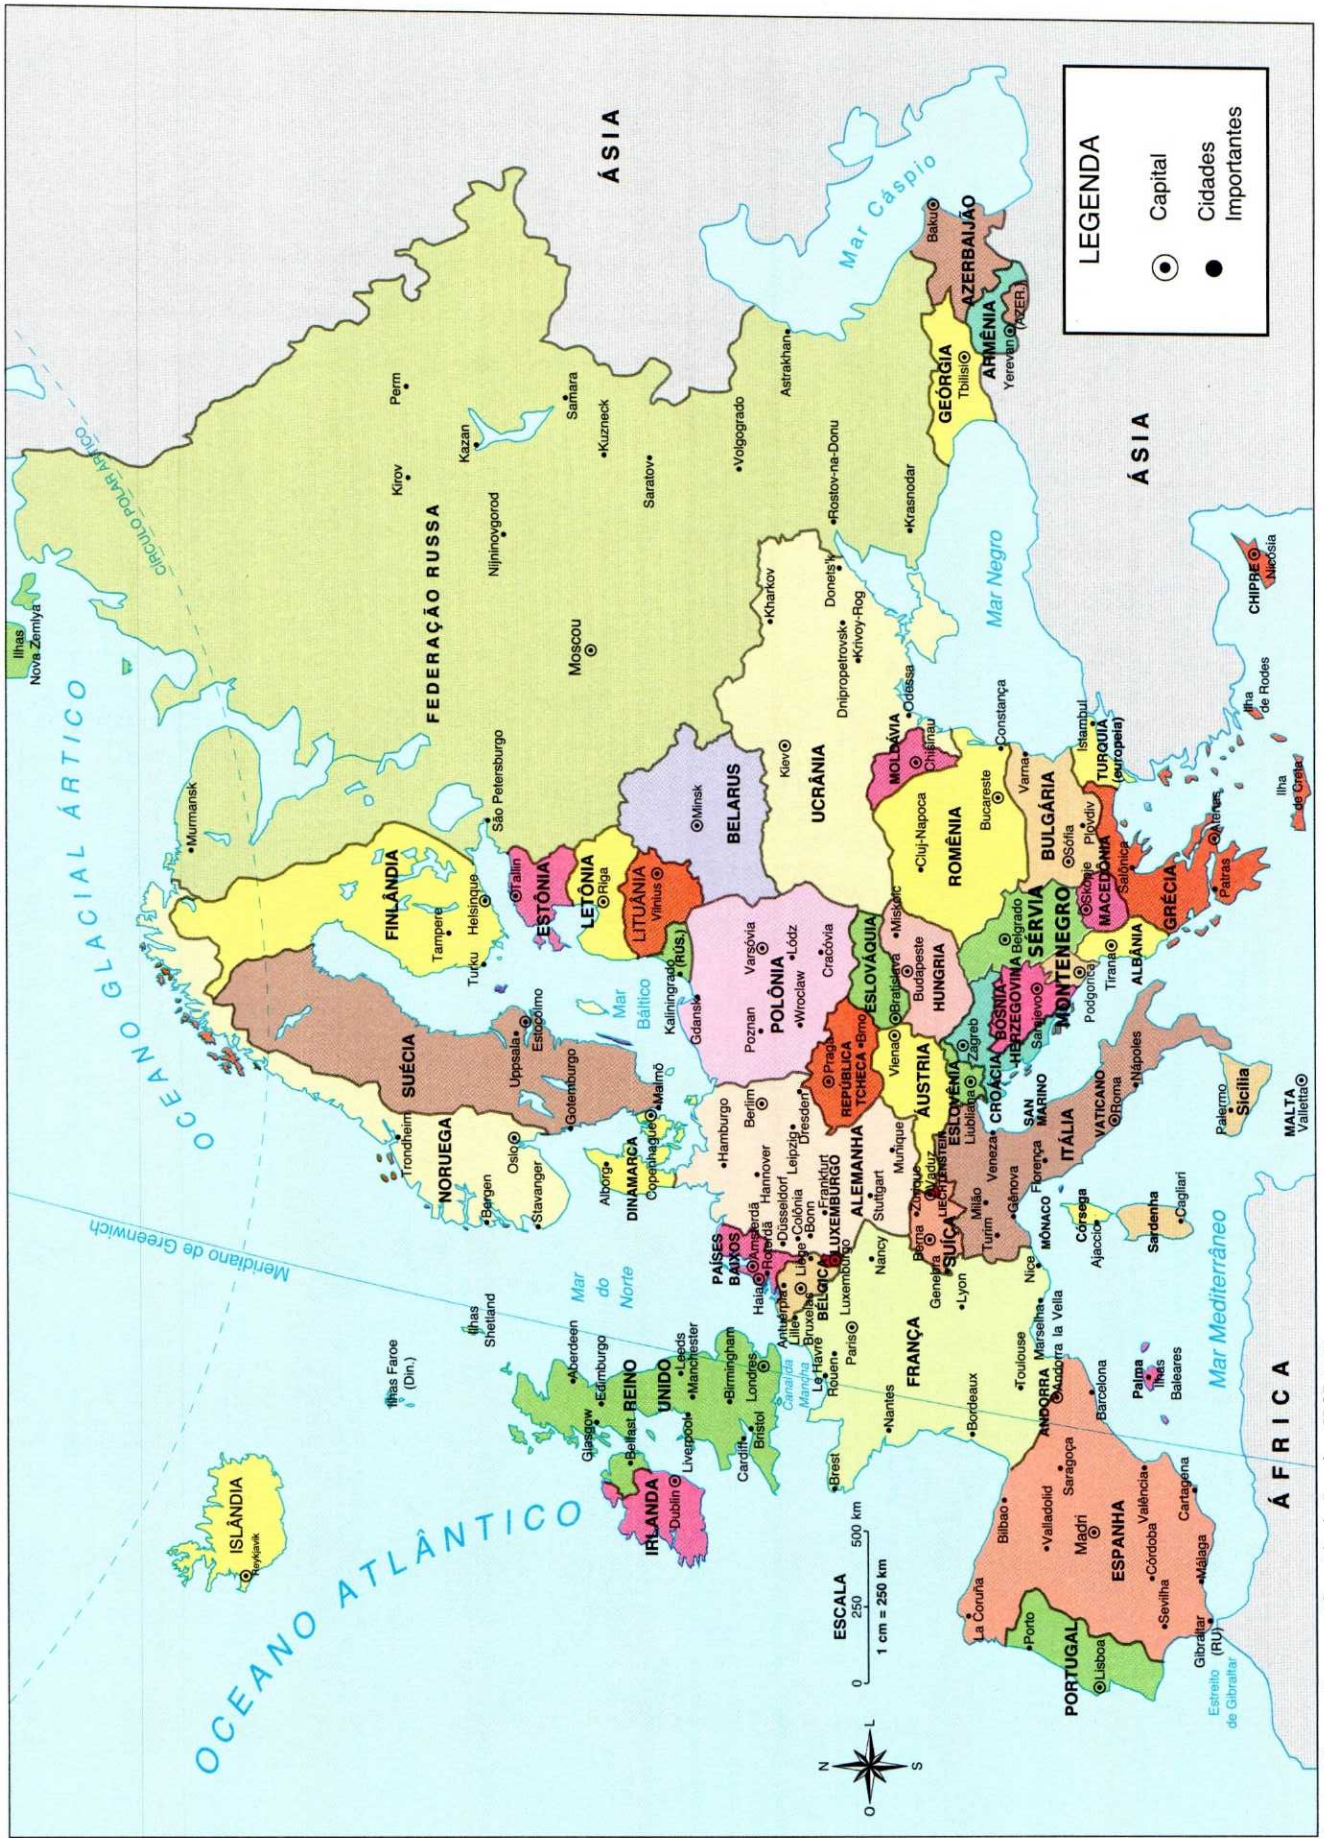 OCEANO GLACIAL ÁRTICO
CÍRCULO POLAR ÁRTICO
Ilhas
Nova Zemlya
Meridiano de Greenwich
OCEANO ATLÂNTICO
ISLÂNDIA
Reykjavik
Ilhas Faroe
(Din.)
Ilhas
Shetland
Mar
do
Norte
NORUEGA
Trondheim
Bergen
Oslo
Stavanger
SUÉCIA
Uppsala
Estocolmo
Gotemburgo
Malmö
FINLÂNDIA
Tampere
Helsinque
Turku
Murmansk
FEDERAÇÃO RUSSA
São Petersburgo
Moscou
Nijninovgorod
Kirov
Perm
Kazan
Samara
Kuzneck
Saratov
Volgogrado
Astrakhan
Rostov-na-Donu
Krasnodar
ÁSIA
Mar Cáspio
ESTÔNIA
Tallin
LETÔNIA
Riga
LITUÂNIA
Vilnius
Kaliningrado
(RUS.)
Mar
Báltico
BELARUS
Minsk
DINAMARCA
Alborg
Copenhague
REINO
UNIDO
Aberdeen
Edimburgo
Glasgow
Belfast
Leeds
Manchester
Liverpool
Birmingham
Londres
Cardiff
Bristol
IRLANDA
Dublin
Canal da
Mancha
PAÍSES
BAIXOS
Amsterdã
Roterdã
Haia
BÉLGICA
Antuérpia
Liège
Lille
Bruxelas
LUXEMBURGO
Luxemburgo
ALEMANHA
Hamburgo
Berlim
Hannover
Düsseldorf
Colônia
Bonn
Frankfurt
Leipzig
Dresden
Stuttgart
Munique
POLÔNIA
Gdansk
Poznan
Varsóvia
Lódz
Wroclaw
Cracóvia
REPÚBLICA
TCHECA
Praga
Brno
ESLOVÁQUIA
Bratislava
UCRÂNIA
Kiev
Kharkov
Donets'k
Dnipropetrovsk
Krivoy-Rog
Odessa
MOLDÁVIA
Chisinau
FRANÇA
Le Havre
Rouen
Paris
Brest
Nantes
Nancy
Lyon
Bordeaux
Toulouse
Marselha
Nice
SUÍÇA
Berna
Zurique
Genebra
LIECHTENSTEIN
Vaduz
ÁUSTRIA
Viena
HUNGRIA
Budapeste
Miskolc
ROMÊNIA
Cluj-Napoca
Bucareste
Constança
ESLOVÊNIA
Liubliana
CROÁCIA
Zagreb
BÓSNIA
HERZEGOVINA
Sarajevo
SÉRVIA
Belgrado
MONTENEGRO
Podgorica
BULGÁRIA
Sófia
Varna
Plovdiv
MACEDÔNIA
Skopje
ALBÂNIA
Tirana
GRÉCIA
Salônica
Atenas
Patras
Ilha
de Creta
Ilha
de Rodes
TURQUIA
(europeia)
Istambul
Mar Negro
GEÓRGIA
Tbilisi
ARMÊNIA
Yerevan
(AZER.)
AZERBAIJÃO
Baku
CHIPRE
Nicósia
ÁSIA
ITÁLIA
Turim
Milão
Gênova
Veneza
Florença
Roma
Nápoles
VATICANO
SAN
MARINO
MÔNACO
Córsega
Ajaccio
Sardenha
Cagliari
Palermo
Sicília
MALTA
Valletta
ANDORRA
Andorra la Vella
ESPANHA
La Coruña
Bilbao
Valladolid
Saragoça
Madri
Barcelona
Valência
Córdoba
Sevilha
Málaga
Cartagena
Palma
Ilhas
Baleares
Gibraltar
(RU)
Estreito
de Gibraltar
PORTUGAL
Porto
Lisboa
Mar Mediterrâneo
ÁFRICA
ESCALA
0 250 500 km
1 cm = 250 km
N
O L
S
LEGENDA
Capital
Cidades
Importantes